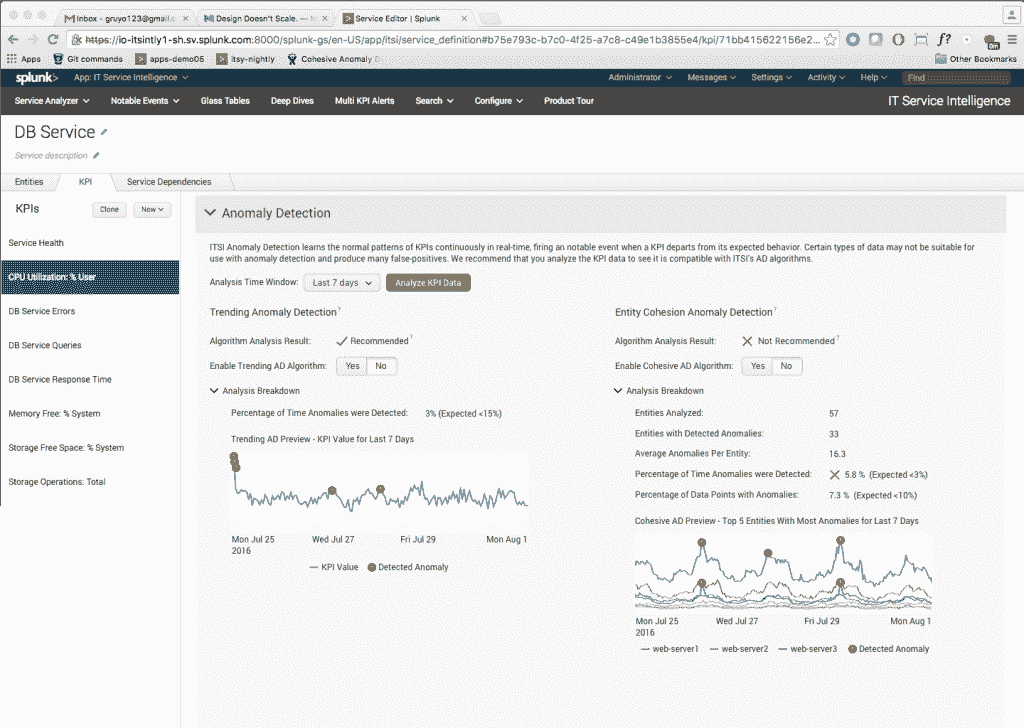 Inbox - gruyo123@gmail.c
Design Doesn't Scale. — M
Service Editor | Splunk
https://io-itsintly1-sh.sv.splunk.com:8000/splunk-gs/en-US/app/itsi/service_definition#b75e793c-b7c0-4f25-a7c8-c49e1b3855e4/kpi/71bb415622156e2...
f?
0m
Apps
Git commands
apps-demo05
itsy-nightly
Cohesive Anomaly D
Other Bookmarks
splunk>
App: IT Service Intelligence
Administrator
Messages
Settings
Activity
Help
Find
Service Analyzer
Notable Events
Glass Tables
Deep Dives
Multi KPI Alerts
Search
Configure
Product Tour
IT Service Intelligence
DB Service
Service description
Entities
KPI
Service Dependencies
KPIs
Clone
New
Service Health
CPU Utilization: % User
DB Service Errors
DB Service Queries
DB Service Response Time
Memory Free: % System
Storage Free Space: % System
Storage Operations: Total
Anomaly Detection
ITSI Anomaly Detection learns the normal patterns of KPIs continuously in real-time, firing an notable event when a KPI departs from its expected behavior. Certain types of data may not be suitable for
use with anomaly detection and produce many false-positives. We recommend that you analyze the KPI data to see it is compatible with ITSI's AD algorithms.
Analysis Time Window:
Last 7 days
Analyze KPI Data
Trending Anomaly Detection?
Algorithm Analysis Result:
Recommended?
Enable Trending AD Algorithm:
Yes
No
Analysis Breakdown
Percentage of Time Anomalies were Detected:
3% (Expected <15%)
Trending AD Preview - KPI Value for Last 7 Days
Mon Jul 25
2016
Wed Jul 27
Fri Jul 29
Mon Aug 1
KPI Value
Detected Anomaly
Entity Cohesion Anomaly Detection?
Algorithm Analysis Result:
Not Recommended?
Enable Cohesive AD Algorithm:
Yes
No
Analysis Breakdown
Entities Analyzed:
57
Entities with Detected Anomalies:
33
Average Anomalies Per Entity:
16.3
Percentage of Time Anomalies were Detected:
5.8 % (Expected <3%)
Percentage of Data Points with Anomalies:
7.3 % (Expected <10%)
Cohesive AD Preview - Top 5 Entities With Most Anomalies for Last 7 Days
Mon Jul 25
2016
Wed Jul 27
Fri Jul 29
Mon Aug 1
web-server1
web-server2
web-server3
Detected Anomaly